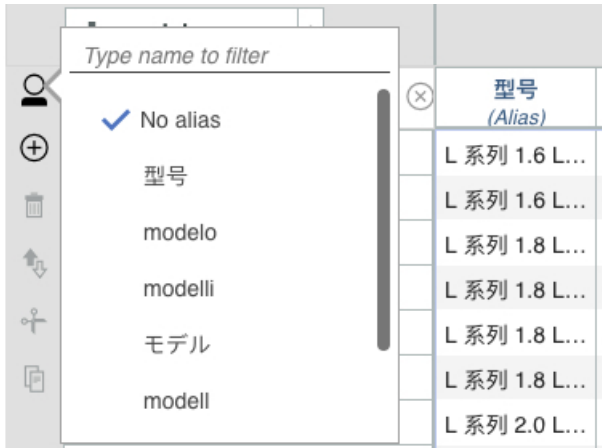 Type name to filter
No alias
型号
modelo
modelli
モデル
modell
型号
(Alias)
L 系列 1.6 L...
L 系列 1.6 L...
L 系列 1.8 L...
L 系列 1.8 L...
L 系列 1.8 L...
L 系列 1.8 L...
L 系列 2.0 L...